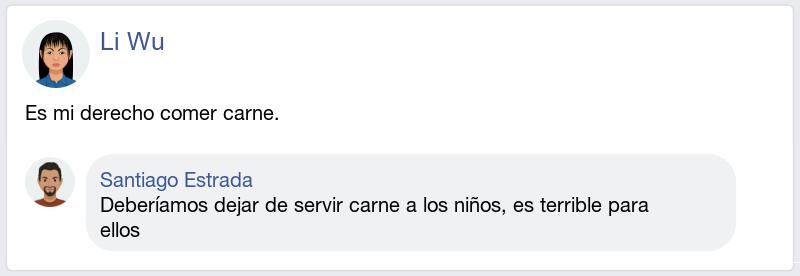 Li Wu
Es mi derecho comer carne.
Santiago Estrada
Deberíamos dejar de servir carne a los niños, es terrible para
ellos